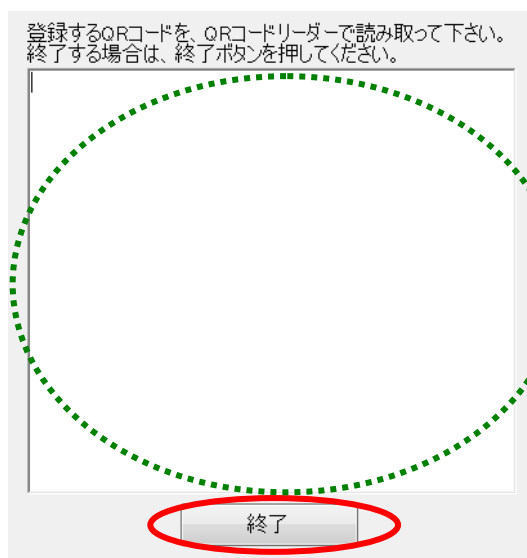 登録するQRコードを、QRコードリーダーで読み取って下さい。
終了する場合は、終了ボタンを押してください。
終了